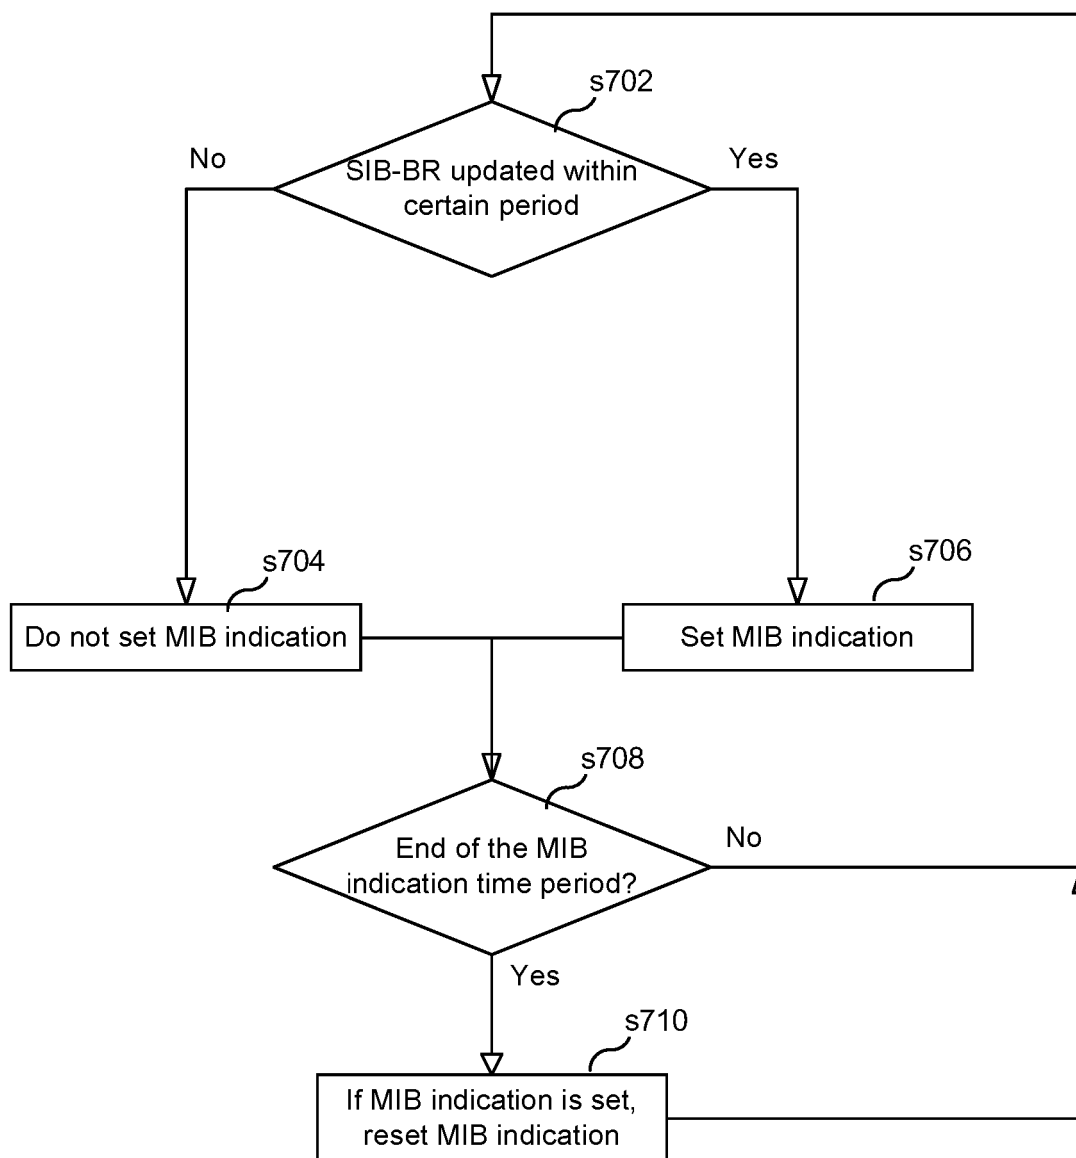 s702
No
Yes
SIB-BR updated within
certain period
s704
s706
Do not set MIB indication
Set MIB indication
s708
End of the MIB
indication time period?
No
Yes
s710
If MIB indication is set,
reset MIB indication